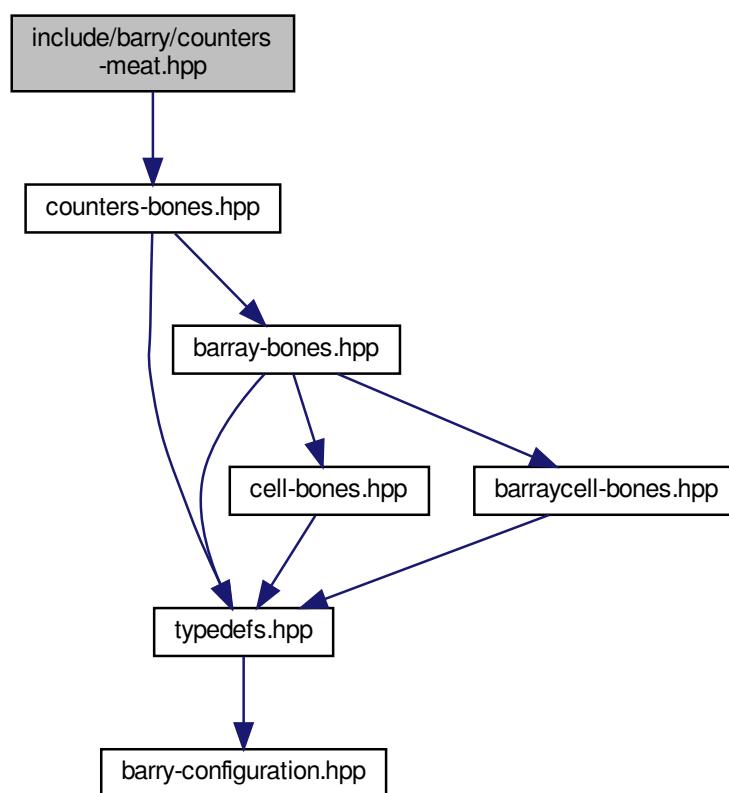 include/barry/counters
-meat.hpp
counters-bones.hpp
barray-bones.hpp
cell-bones.hpp
barraycell-bones.hpp
typedefs.hpp
barry-configuration.hpp